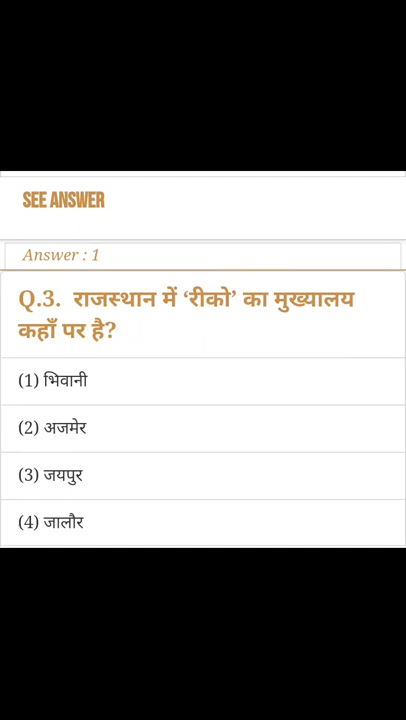 SEE ANSWER
Answer : 1
Q.3. राजस्थान में ‘रीको’ का मुख्यालय
कहाँ पर है?
(1) भिवानी
(2) अजमेर
(3) जयपुर
(4) जालौर